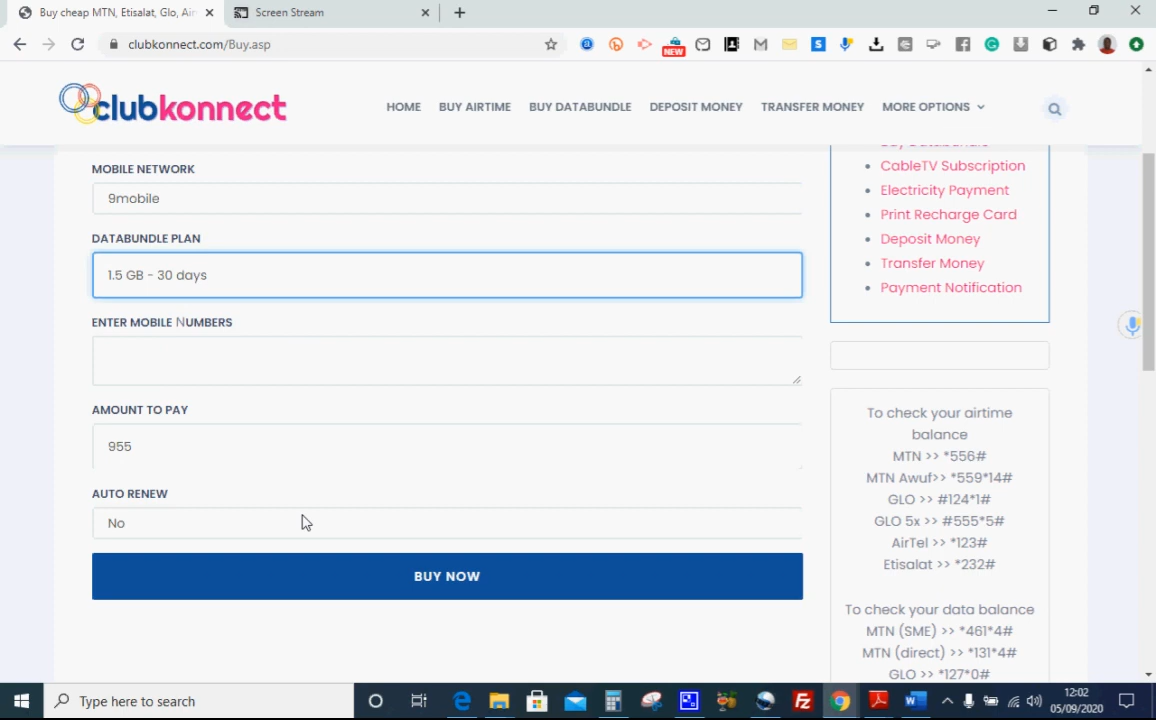 Buy cheap MTN, Etisalat, Glo, Air
Screen Stream
clubkonnect.com/Buy.asp
NEW
clubkonnect
HOME
BUY AIRTIME
BUY DATABUNDLE
DEPOSIT MONEY
TRANSFER MONEY
MORE OPTIONS
MOBILE NETWORK
9mobile
DATABUNDLE PLAN
1.5 GB - 30 days
ENTER MOBILE NUMBERS
AMOUNT TO PAY
955
AUTO RENEW
No
BUY NOW
Buy Databundle
CableTV Subscription
Electricity Payment
Print Recharge Card
Deposit Money
Transfer Money
Payment Notification
To check your airtime
balance
MTN >> *556#
MTN Awuf>> *559*14#
GLO >> #124*1#
GLO 5x >> #555*5#
AirTel >> *123#
Etisalat >> *232#
To check your data balance
MTN (SME) >> *461*4#
MTN (direct) >> *131*4#
GLO >> *127*0#
Type here to search
12:02
05/09/2020